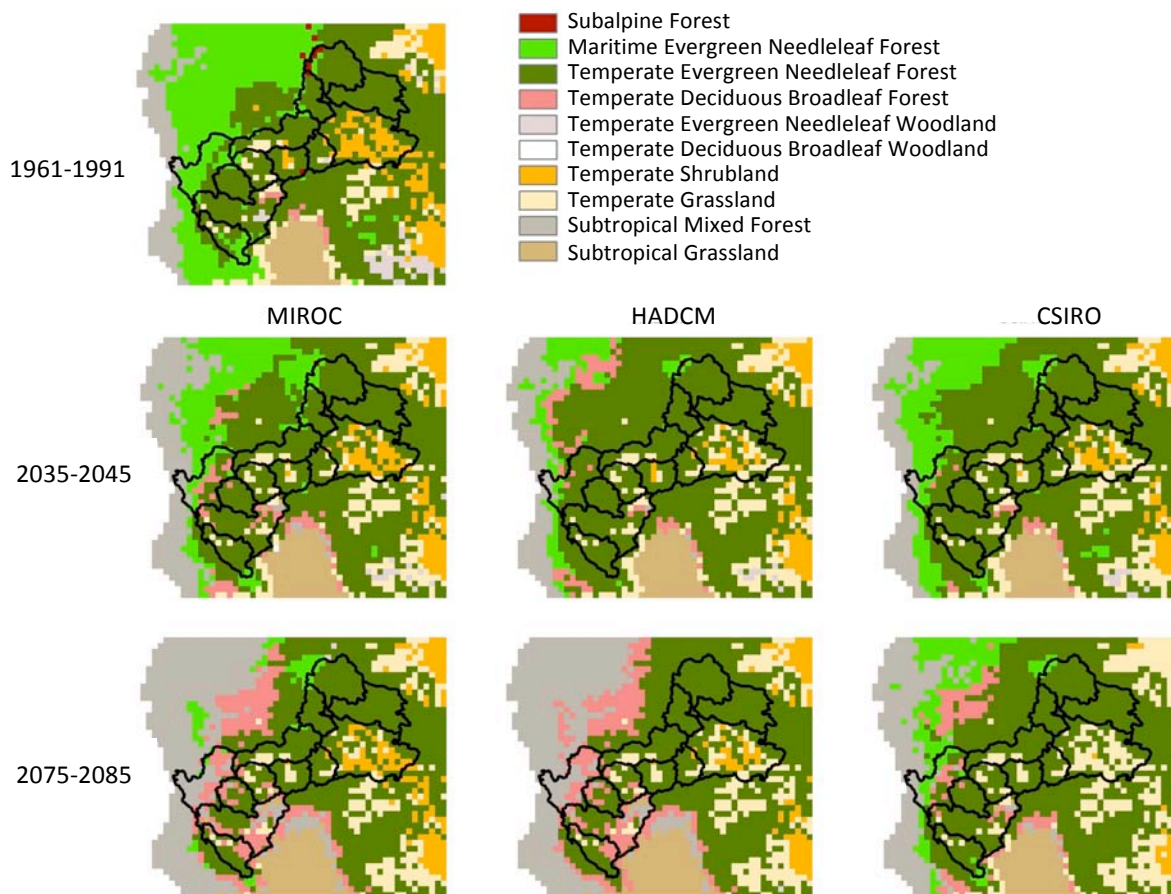 Subalpine Forest
Maritime Evergreen Needleleaf Forest
Temperate Evergreen Needleleaf Forest
Temperate Deciduous Broadleaf Forest
Temperate Evergreen Needleleaf Woodland
Temperate Deciduous Broadleaf Woodland
Temperate Shrubland
Temperate Grassland
Subtropical Mixed Forest
Subtropical Grassland
1961-1991
MIROC HADCM CSIRO
2035-2045
2075-2085